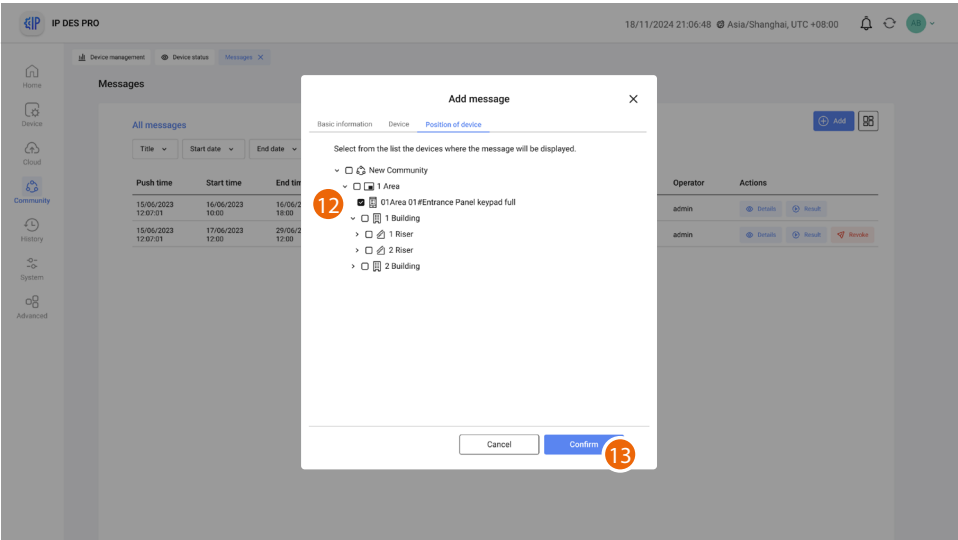 IP IP DES PRO
18/11/2024 21:06:48 Asia/Shanghai, UTC +08:00 AB
Device management Device status Messages X
Home
Device
Cloud
Community
History
System
Advanced
Messages
All messages
Add
Title Start date End date
Push time Start time End tim Operator Actions
15/06/2023 12:07:01 16/06/2023 10:00 16/06/2 18:00 admin Details Result
15/06/2023 12:07:01 17/06/2023 12:00 29/06/2 12:00 admin Details Result Revoke
Add message
Basic information Device Position of device
Select from the list the devices where the message will be displayed.
New Community
1 Area
12 01Area 01#Entrance Panel keypad full
1 Building
1 Riser
2 Riser
2 Building
Cancel Confirm
13